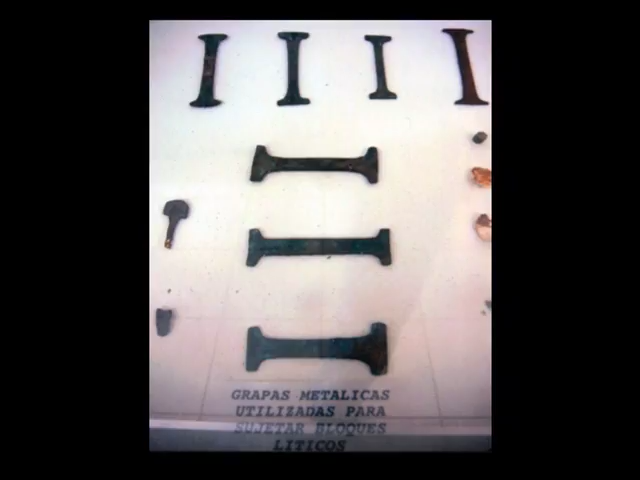 GRAPAS METALICAS
UTILIZADAS PARA
SUJETAR BLOQUES
LITICOS